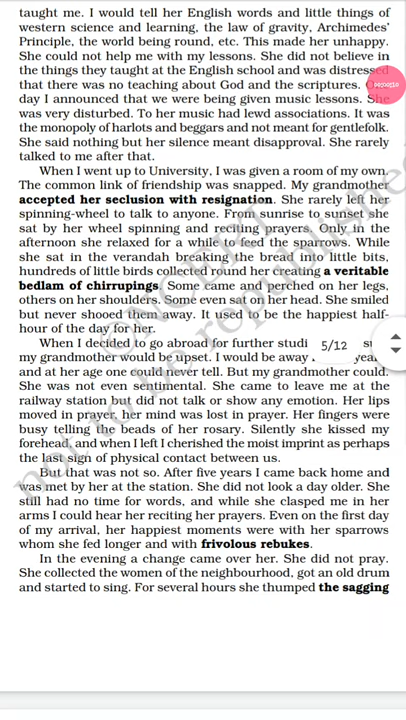 taught me. I would tell her English words and little things of
western science and learning, the law of gravity, Archimedes'
Principle, the world being round, etc. This made her unhappy.
She could not help me with my lessons. She did not believe in
the things they taught at the English school and was distressed
that there was no teaching about God and the scriptures.
day I announced that we were being given music lessons. She
was very disturbed. To her music had lewd associations. It was
the monopoly of harlots and beggars and not meant for gentlefolk.
She said nothing but her silence meant disapproval. She rarely
talked to me after that.
When I went up to University, I was given a room of my own.
The common link of friendship was snapped. My grandmother
accepted her seclusion with resignation. She rarely left her
spinning-wheel to talk to anyone. From sunrise to sunset she
sat by her wheel spinning and reciting prayers. Only in the
afternoon she relaxed for a while to feed the sparrows. While
she sat in the verandah breaking the bread into little bits,
hundreds of little birds collected round her creating a veritable
bedlam of chirrupings. Some came and perched on her legs,
others on her shoulders. Some even sat on her head. She smiled
but never shooed them away. It used to be the happiest half-
hour of the day for her.
When I decided to go abroad for further 5/12
my grandmother would be upset. I would be away
and at her age one could never tell. But my grandmother could.
She was not even sentimental. She came to leave me at the
railway station but did not talk or show any emotion. Her lips
moved in prayer, her mind was lost in prayer. Her fingers were
busy telling the beads of her rosary. Silently she kissed my
forehead, and when I left I cherished the moist imprint as perhaps
the last sign of physical contact between us.
But that was not so. After five years I came back home and
was met by her at the station. She did not look a day older. She
still had no time for words, and while she clasped me in her
arms I could hear her reciting her prayers. Even on the first day
of my arrival, her happiest moments were with her sparrows
whom she fed longer and with frivolous rebukes.
In the evening a change came over her. She did not pray.
She collected the women of the neighbourhood, got an old drum
and started to sing. For several hours she thumped the sagging
not to be republished